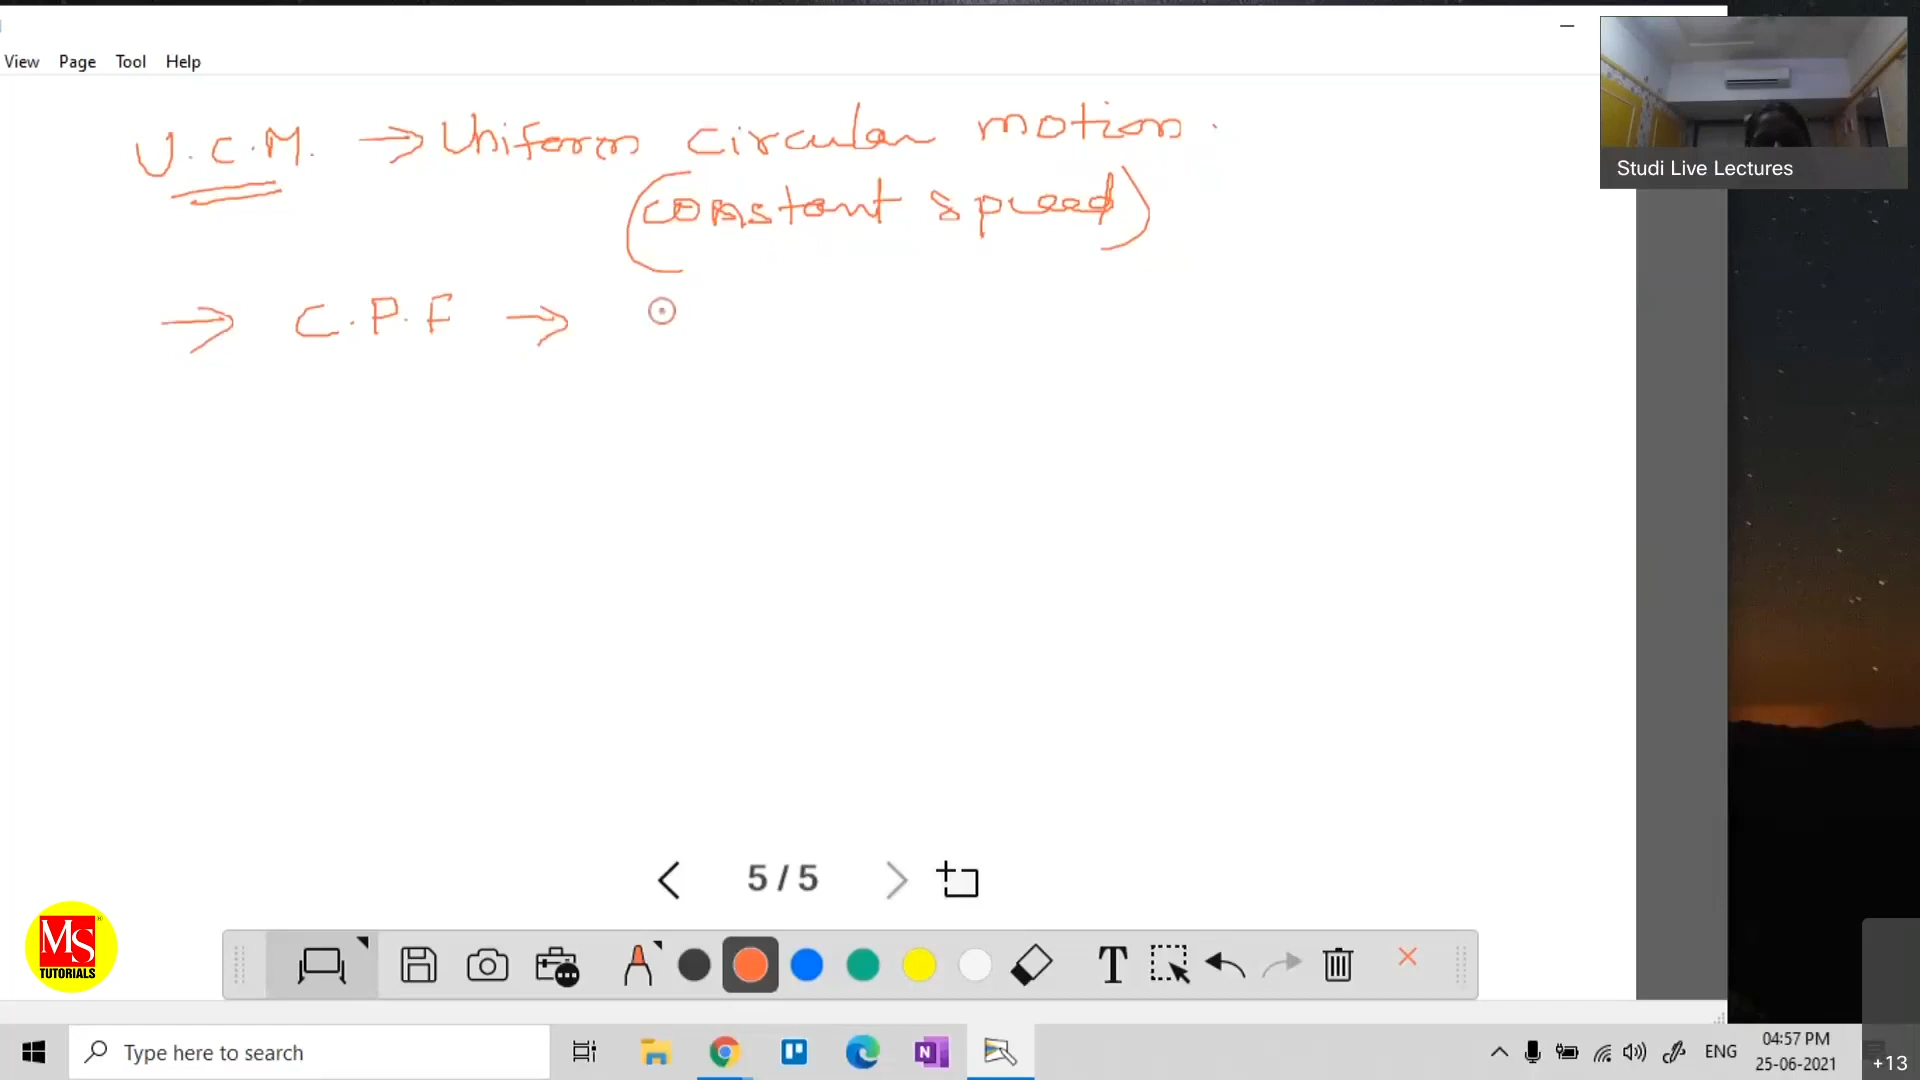 View Page Tool Help
U.C.M. → Uniform circular motion.
(constant speed)
→ C.P.F →
Studi Live Lectures
5 / 5
MS
TUTORIALS
T
Type here to search
N
ENG
04:57 PM
25-06-2021
+13